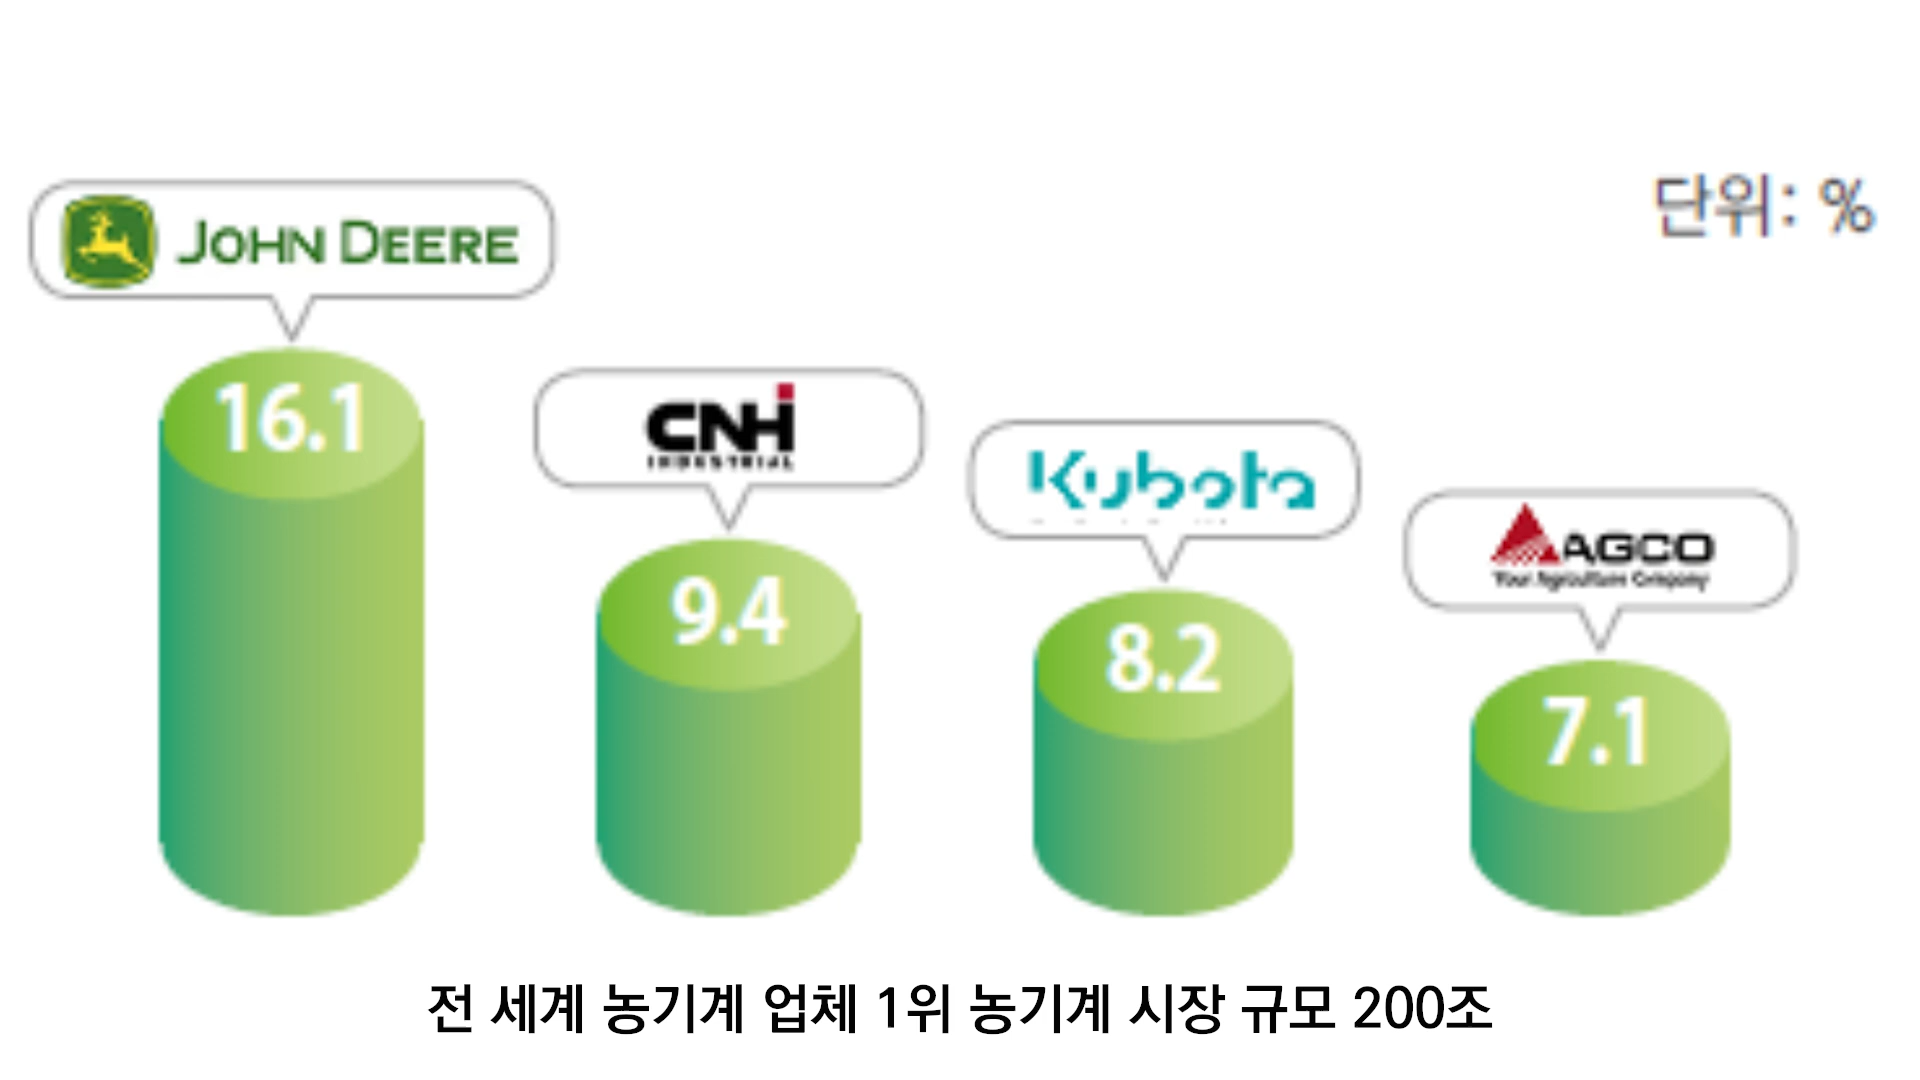 단위: %
JOHN DEERE
16.1
CNH
INDUSTRIAL
9.4
Kubota
8.2
AGCO
Your Agriculture Company
7.1
전 세계 농기계 업체 1위 농기계 시장 규모 200조